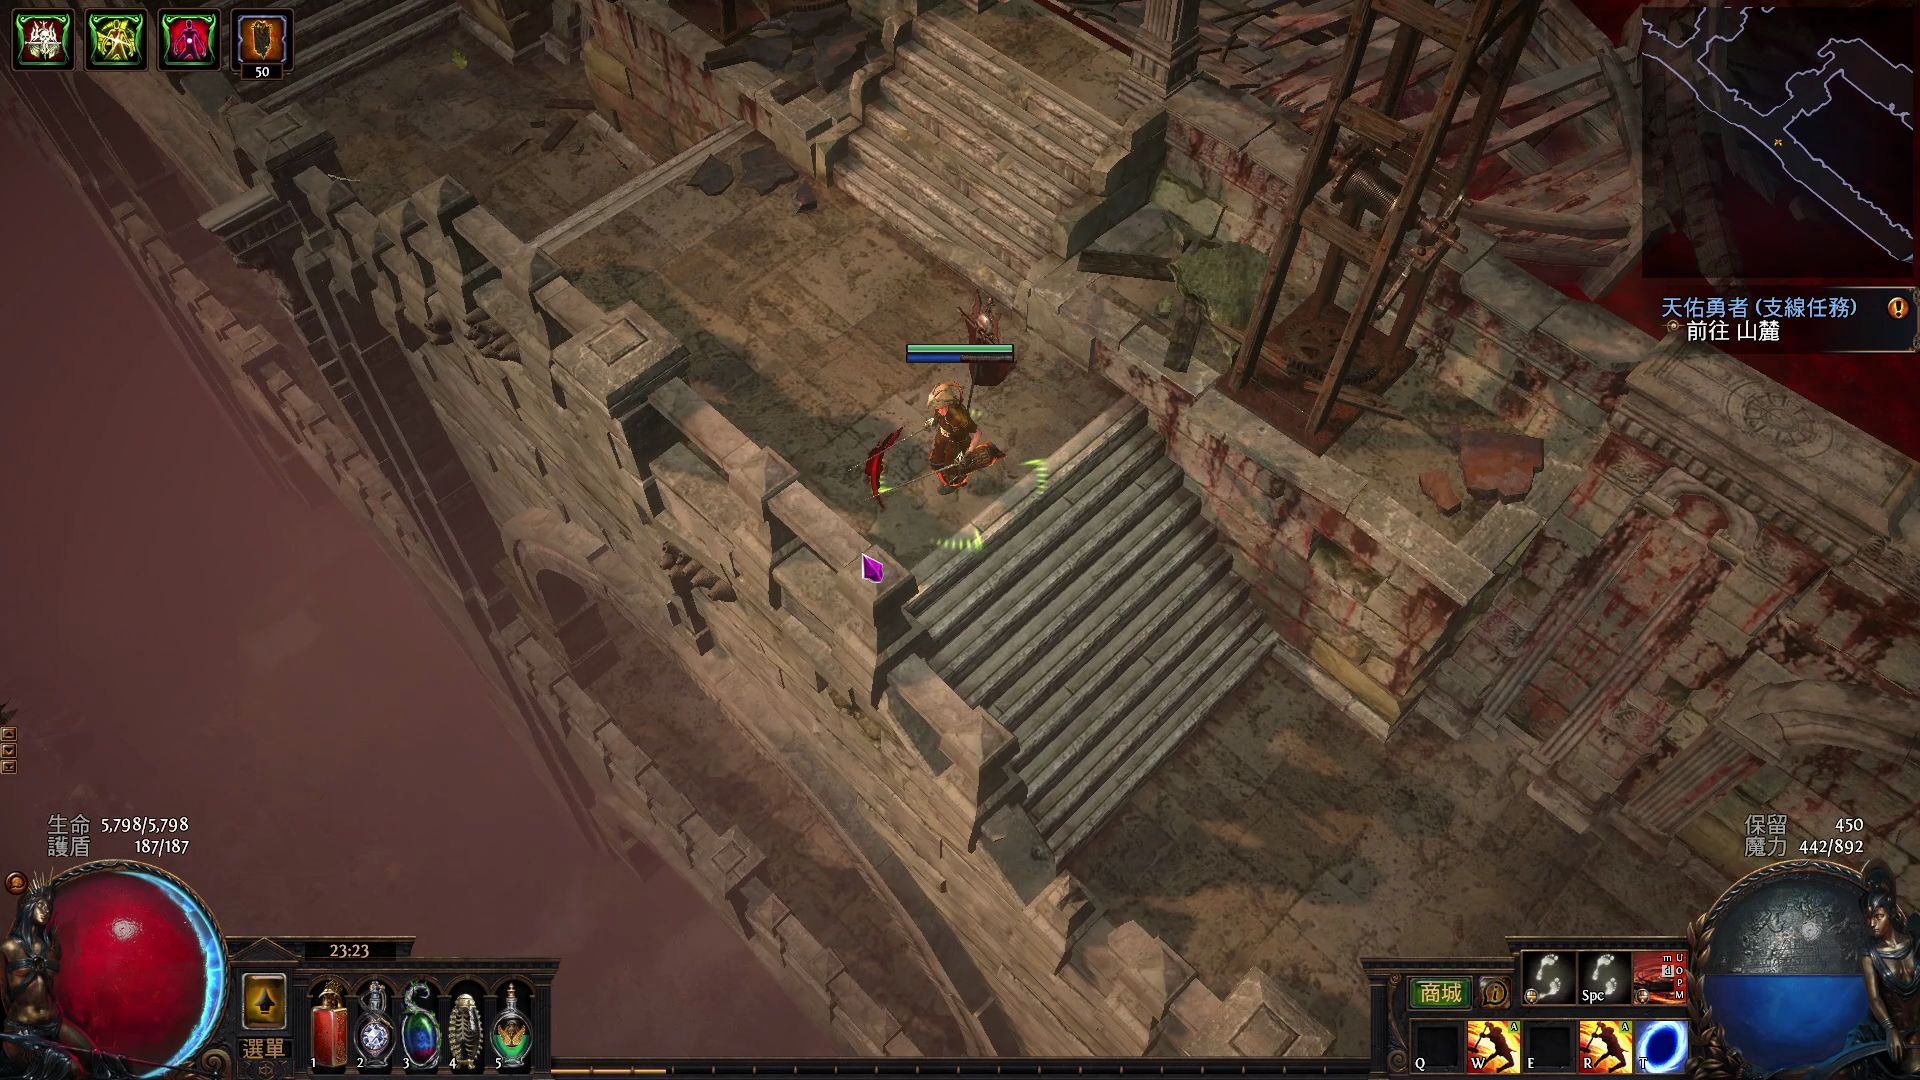 50
天佑勇者 (支線任務)
前往 山麓
生命 5,798/5,798
護盾 187/187
保留 450
魔力 442/892
23:23
選單
1
2
3
4
5
商城
Spc
m U
d O
P
M
Q
W A
E
R A
T